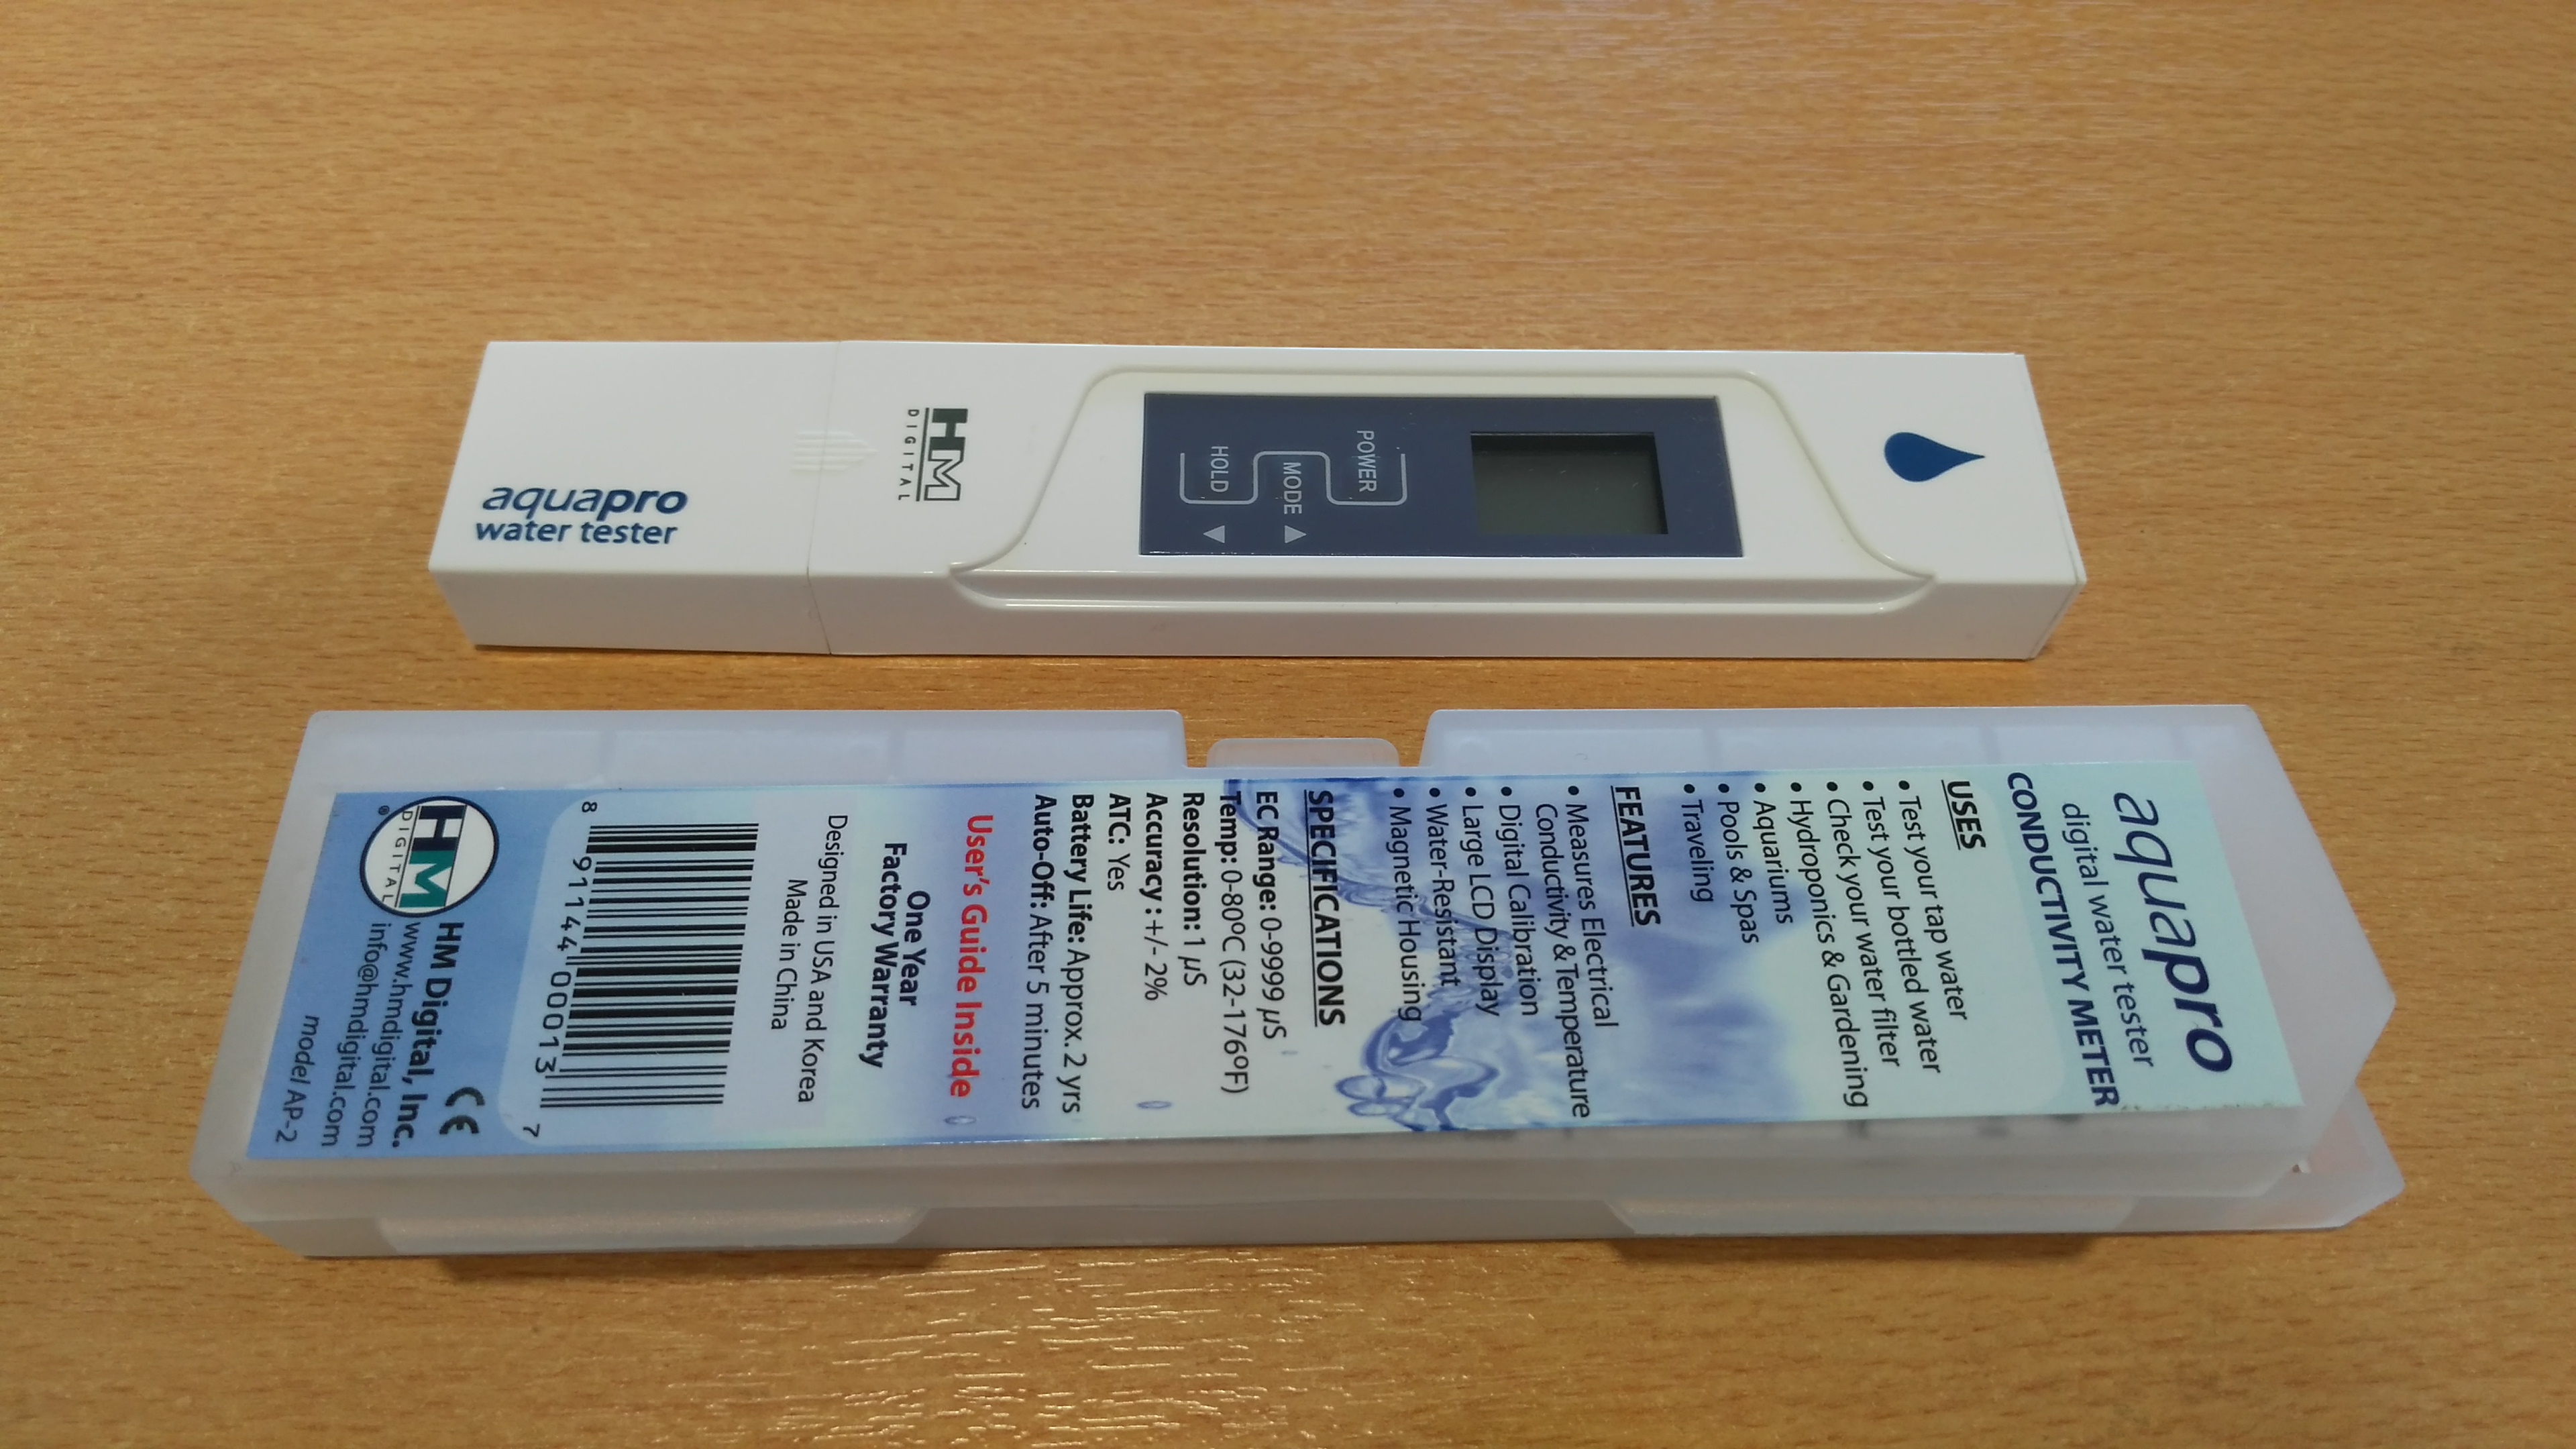 aquapro
water tester
HM
DIGITAL
HOLD
MODE
POWER
aquapro
digital water tester
CONDUCTIVITY METER
USES
• Test your tap water
• Test your bottled water
• Check your water filter
• Hydroponics & Gardening
• Aquariums
• Pools & Spas
• Traveling
FEATURES
• Measures Electrical
Conductivity & Temperature
• Digital Calibration
• Large LCD Display
• Water-Resistant
• Magnetic Housing
SPECIFICATIONS
EC Range: 0-9999 µS
Temp: 0-80ºC (32-176ºF)
Resolution: 1 µS
Accuracy : +/- 2%
ATC: Yes
Battery Life: Approx. 2 yrs
Auto-Off: After 5 minutes
User's Guide Inside
One Year
Factory Warranty
Designed in USA and Korea
Made in China
8 91144 00013 7
HM
DIGITAL
®
CE
HM Digital, Inc.
www.hmdigital.com
info@hmdigital.com
model AP-2